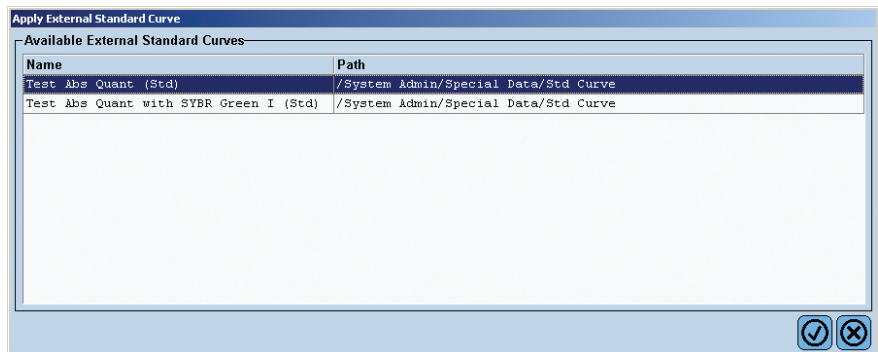 Apply External Standard Curve
Available External Standard Curves
Name Path
Test Abs Quant (Std) /System Admin/Special Data/Std Curve
Test Abs Quant with SYBR Green I (Std) /System Admin/Special Data/Std Curve